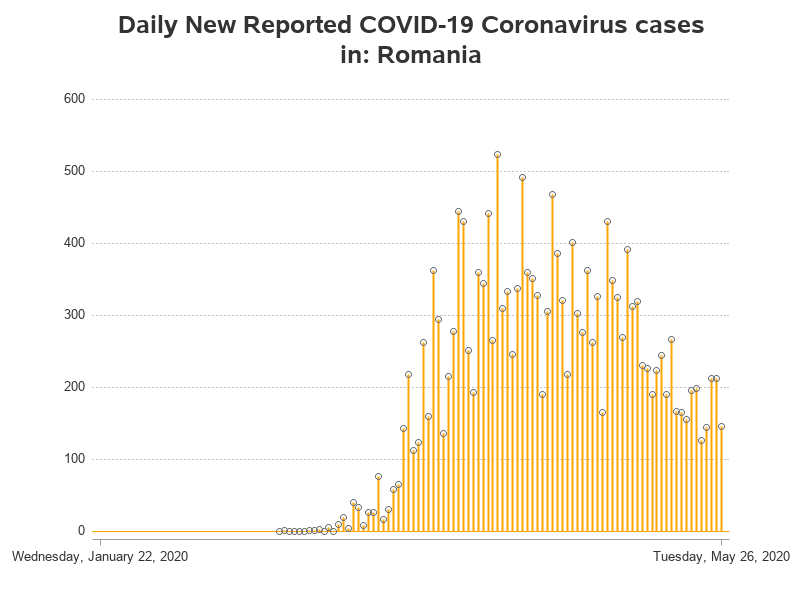 Daily New Reported COVID-19 Coronavirus cases
in: Romania
600
500
400
300
200
100
0
Wednesday, January 22, 2020
Tuesday, May 26, 2020